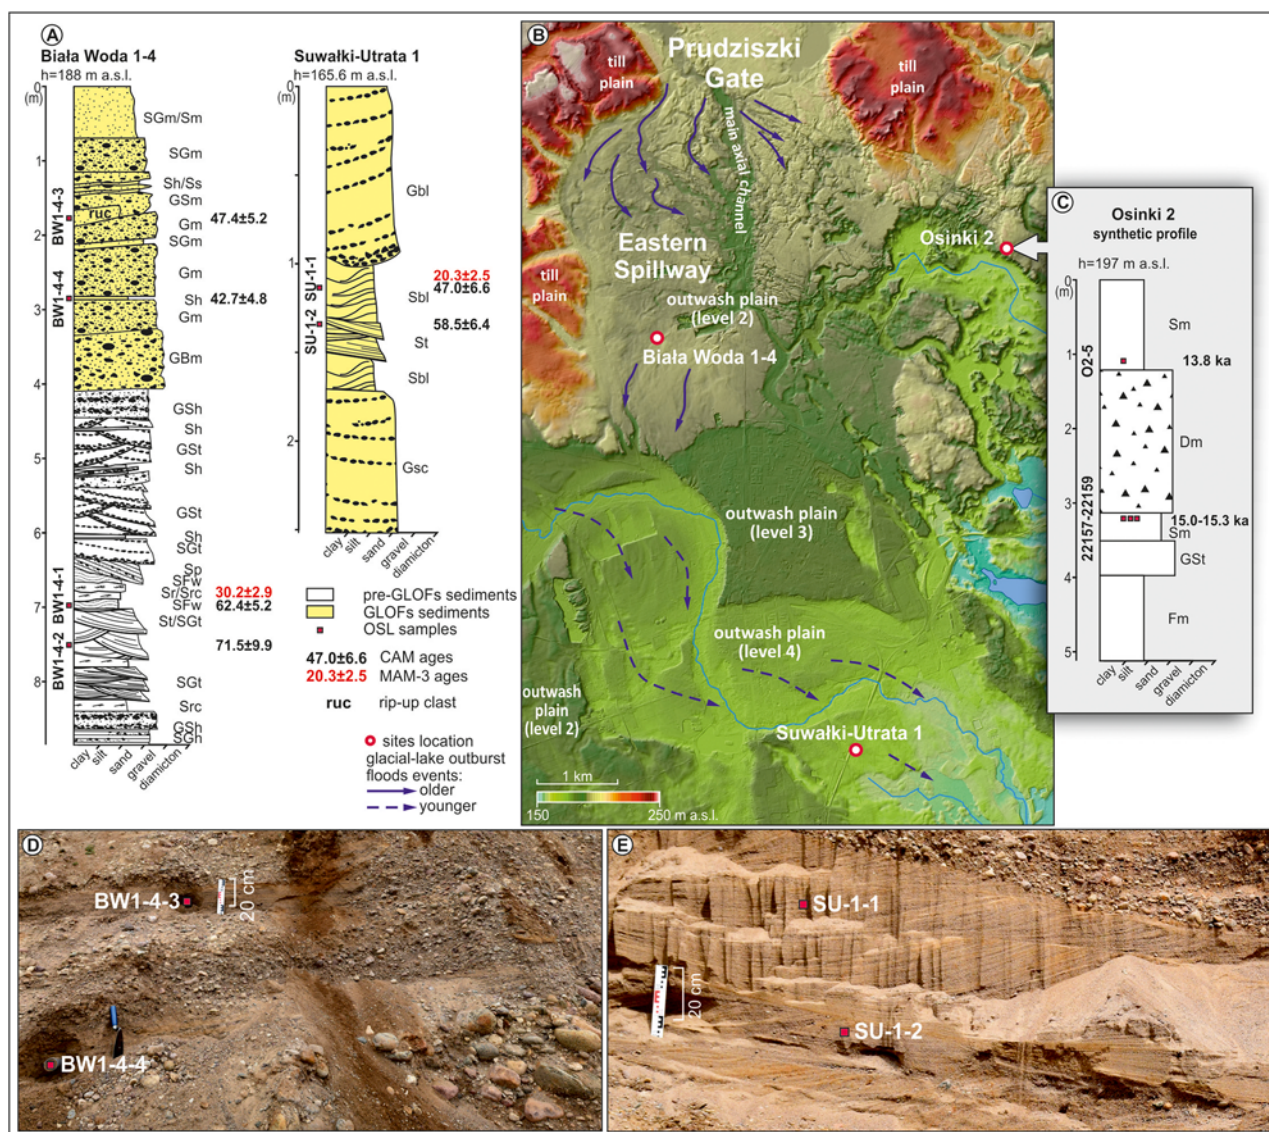 A
Biała Woda 1-4
h=188 m a.s.l.
0
(m)
1
2
3
4
5
6
7
8
SGm/Sm
SGm
Sh/Ss
GSm
ruc
Gm
SGm
Gm
Sh
Gm
GBm
GSh
Sh
GSt
Sh
GSt
Sh
SGt
Sp
SFw
Sr/Src
SFw
St/SGt
SGt
Src
GSh
SGh
BW1-4-3
BW1-4-4
BW1-4-1
BW1-4-2
47.4±5.2
42.7±4.8
30.2±2.9
62.4±5.2
71.5±9.9
clay
silt
sand
gravel
diamicton
Suwałki-Utrata 1
h=165.6 m a.s.l.
0
(m)
1
2
Gbl
Sbl
St
Sbl
Gsc
SU-1-1
SU-1-2
20.3±2.5
47.0±6.6
58.5±6.4
clay
silt
sand
gravel
diamicton
pre-GLOFs sediments
GLOFs sediments
OSL samples
47.0±6.6 CAM ages
20.3±2.5 MAM-3 ages
ruc rip-up clast
sites location
glacial-lake outburst
floods events:
older
younger
B
Prudziszki
Gate
till
plain
till
plain
main axial channel
Eastern
Spillway
till
plain
outwash plain
(level 2)
Biała Woda 1-4
Osinki 2
outwash plain
(level 3)
outwash plain
(level 4)
outwash
plain
(level 2)
Suwałki-Utrata 1
1 km
150
250 m a.s.l.
C
Osinki 2
synthetic profile
h=197 m a.s.l.
0
(m)
1
2
3
4
5
Sm
Dm
Sm
GSt
Fm
O2-5
22157-22159
13.8 ka
15.0-15.3 ka
clay
silt
sand
gravel
diamicton
D
BW1-4-3
20 cm
BW1-4-4
E
SU-1-1
20 cm
SU-1-2